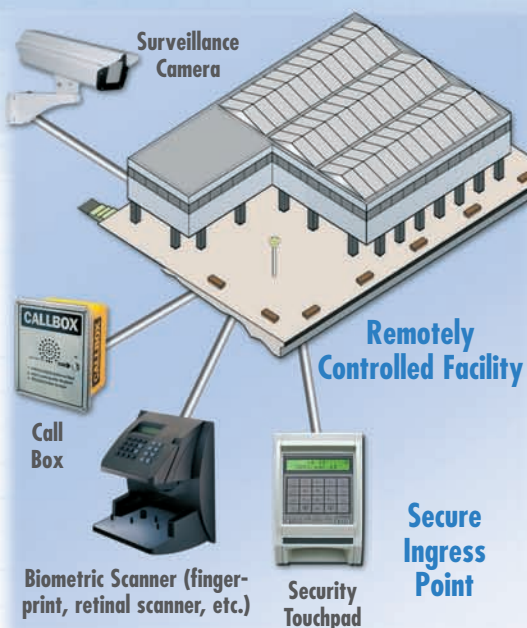 Surveillance
Camera
CALLBOX
CALLBOX
Remotely
Controlled Facility
Call
Box
Secure
Ingress
Point
Biometric Scanner (finger-
print, retinal scanner, etc.)
Security
Touchpad